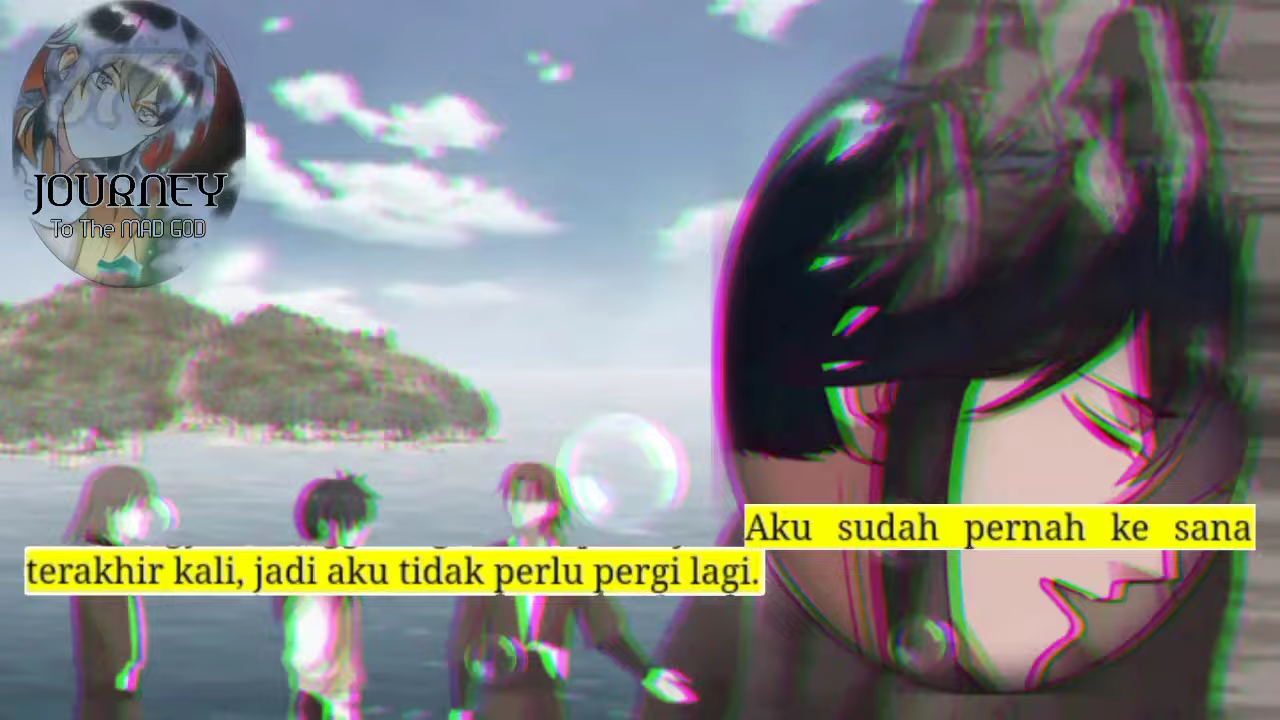 JOURNEY
To The MAD GOD
Aku sudah pernah ke sana
terakhir kali, jadi aku tidak perlu pergi lagi.